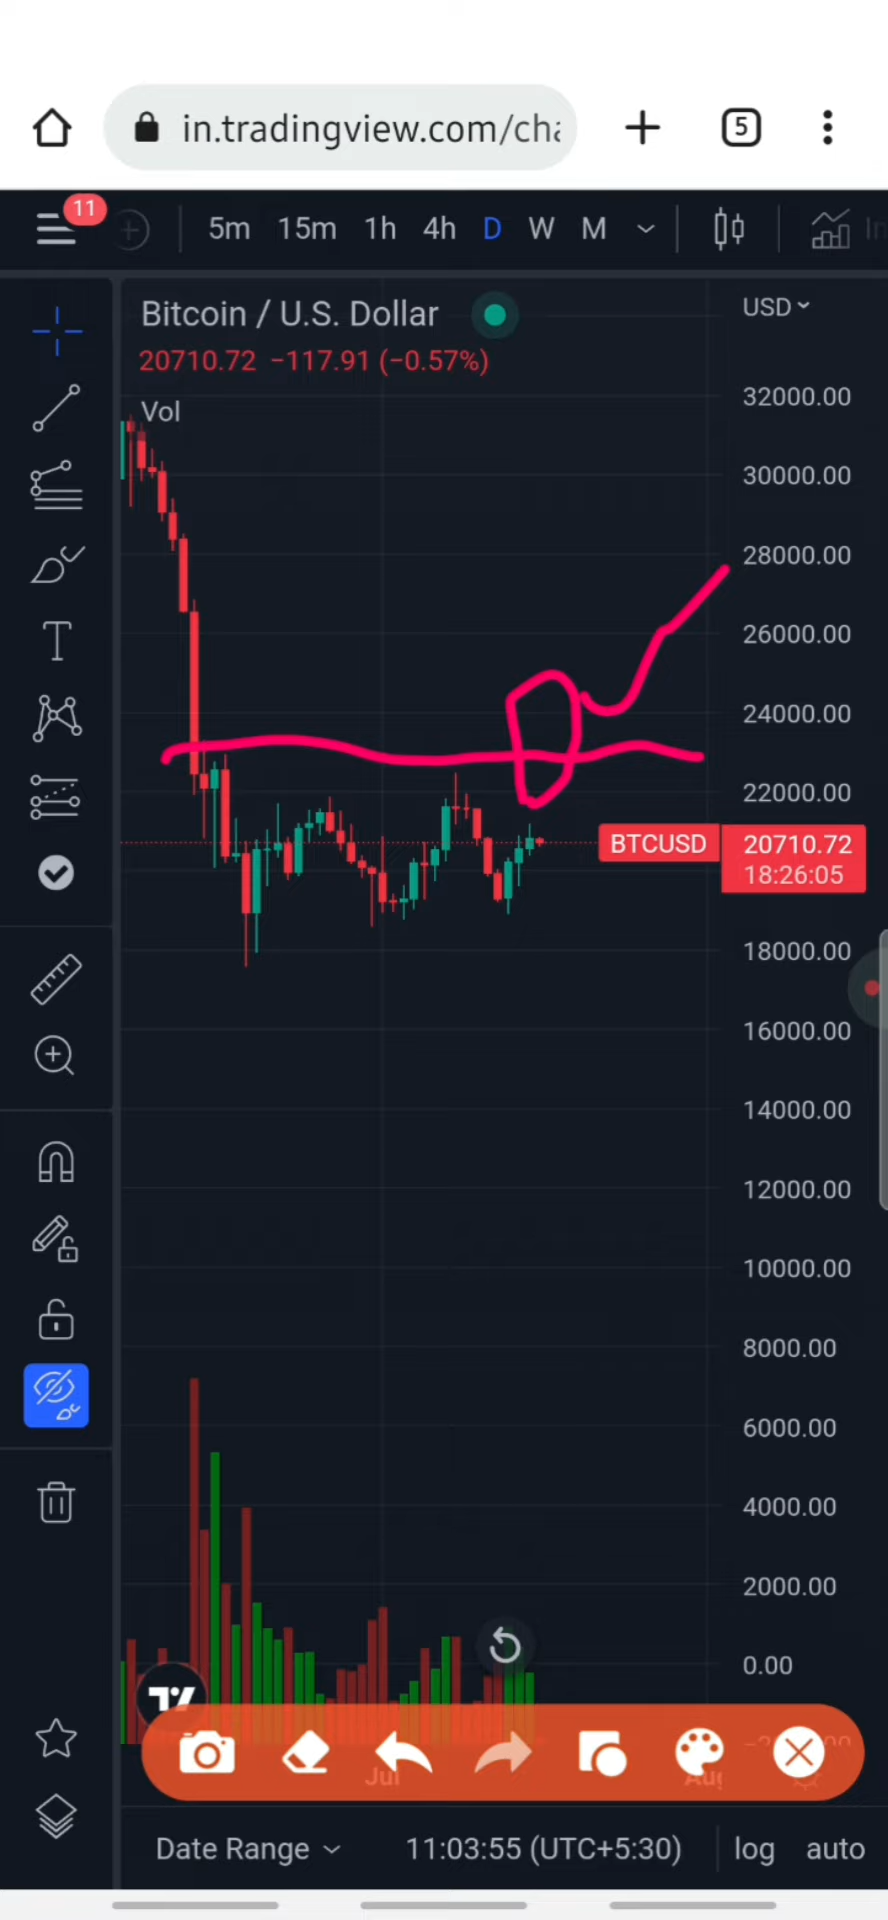 in.tradingview.com/cha
5
11
5m 15m 1h 4h D W M
Bitcoin / U.S. Dollar
USD
20710.72 −117.91 (−0.57%)
Vol
32000.00
30000.00
28000.00
26000.00
24000.00
22000.00
BTCUSD 20710.72
18:26:05
18000.00
16000.00
14000.00
12000.00
10000.00
8000.00
6000.00
4000.00
2000.00
0.00
Jul
Date Range 11:03:55 (UTC+5:30) log auto